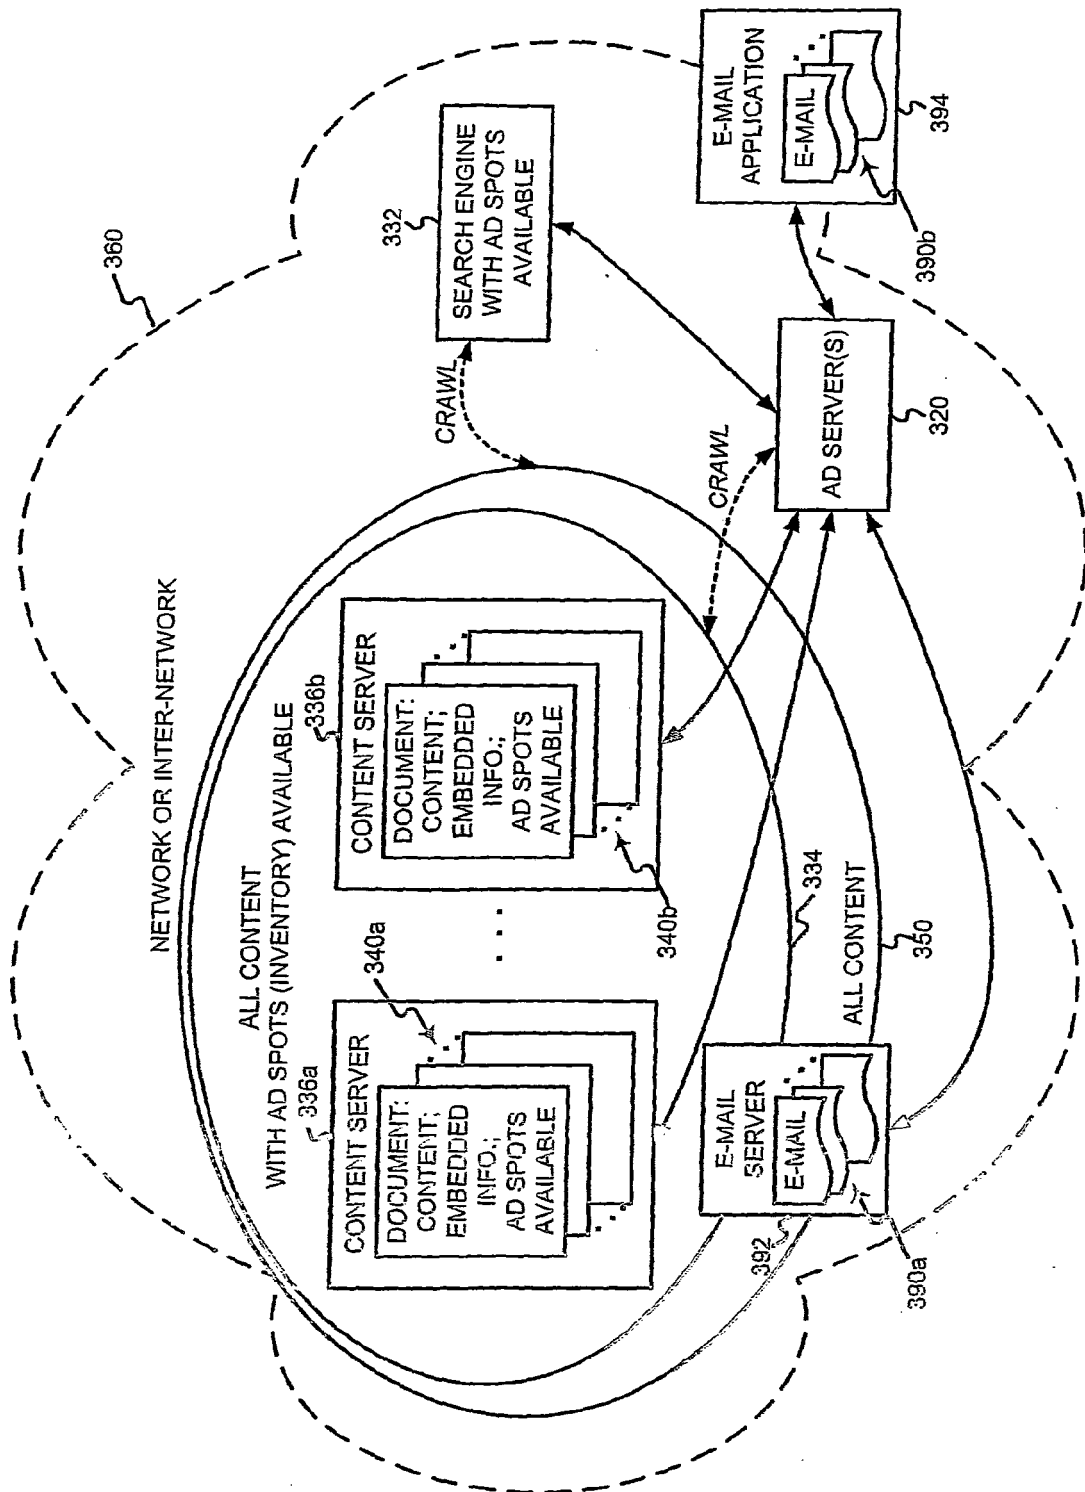 NETWORK OR INTER-NETWORK
360
ALL CONTENT
WITH AD SPOTS (INVENTORY) AVAILABLE
336a
CONTENT SERVER
DOCUMENT:
CONTENT;
EMBEDDED
INFO.;
AD SPOTS
AVAILABLE
340a
. . .
336b
CONTENT SERVER
DOCUMENT:
CONTENT;
EMBEDDED
INFO.;
AD SPOTS
AVAILABLE
340b
CRAWL
332
SEARCH ENGINE
WITH AD SPOTS
AVAILABLE
CRAWL
E-MAIL
SERVER
E-MAIL
392
390a
334
ALL CONTENT
350
AD SERVER(S)
320
E-MAIL
APPLICATION
E-MAIL
390b
394